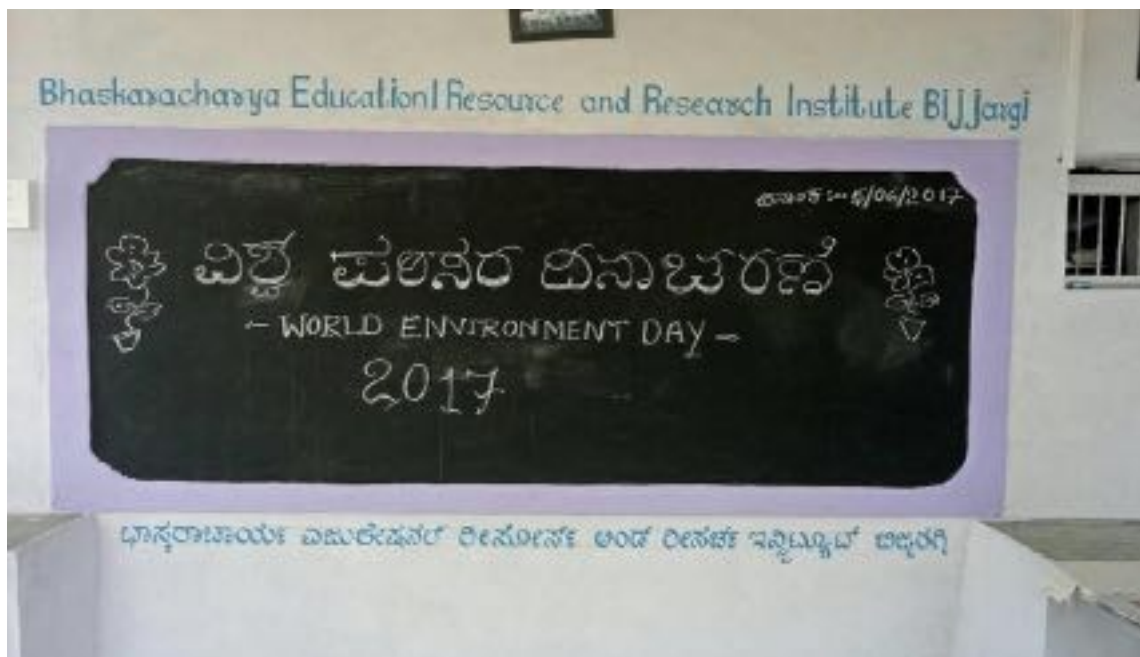 Bhaskaracharya Educationl Resource and Research Institute Bijjargi
ದಿನಾಂಕ:- 5/06/2017
ವಿಶ್ವ ಪರಿಸರ ದಿನಾಚರಣೆ
- WORLD ENVIRONMENT DAY -
2017
ಭಾಸ್ಕರಾಚಾರ್ಯ ಎಜುಕೇಷನಲ್ ರೀಸೋರ್ಸ್ ಅಂಡ್ ರೀಸರ್ಚ್ ಇನ್ಸ್ಟಿಟ್ಯೂಟ್ ಬಿಜ್ಜರಗಿ